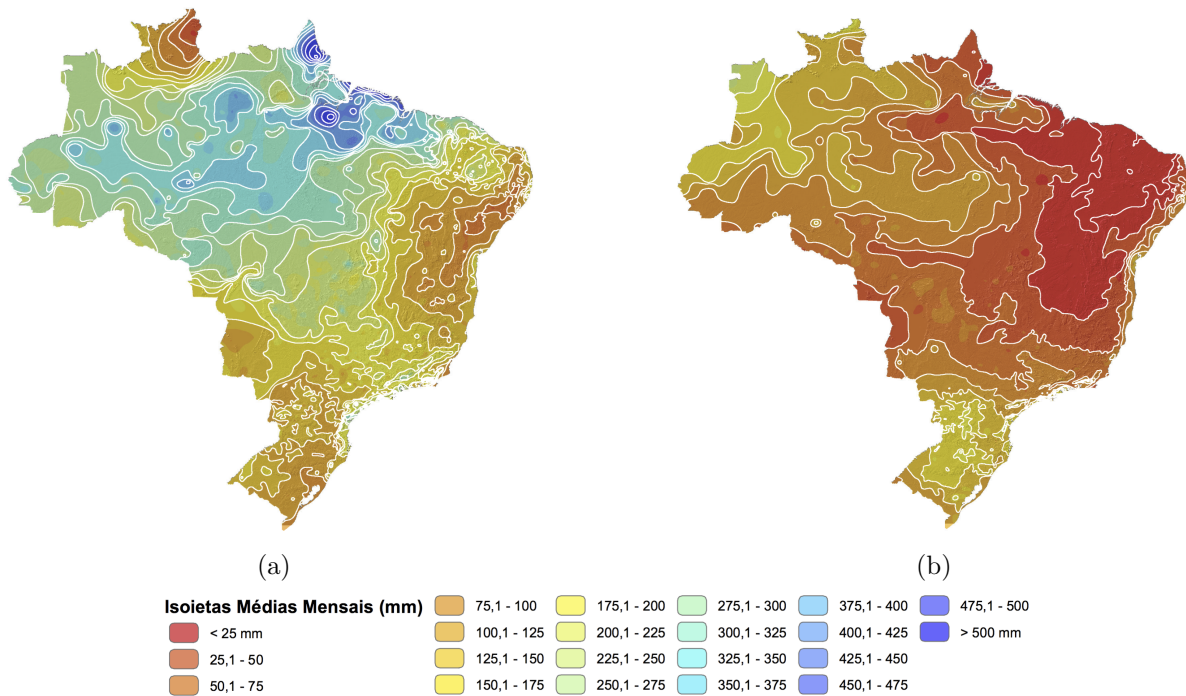 (a)
(b)
Isoietas Médias Mensais (mm)
< 25 mm
25,1 - 50
50,1 - 75
75,1 - 100
100,1 - 125
125,1 - 150
150,1 - 175
175,1 - 200
200,1 - 225
225,1 - 250
250,1 - 275
275,1 - 300
300,1 - 325
325,1 - 350
350,1 - 375
375,1 - 400
400,1 - 425
425,1 - 450
450,1 - 475
475,1 - 500
> 500 mm